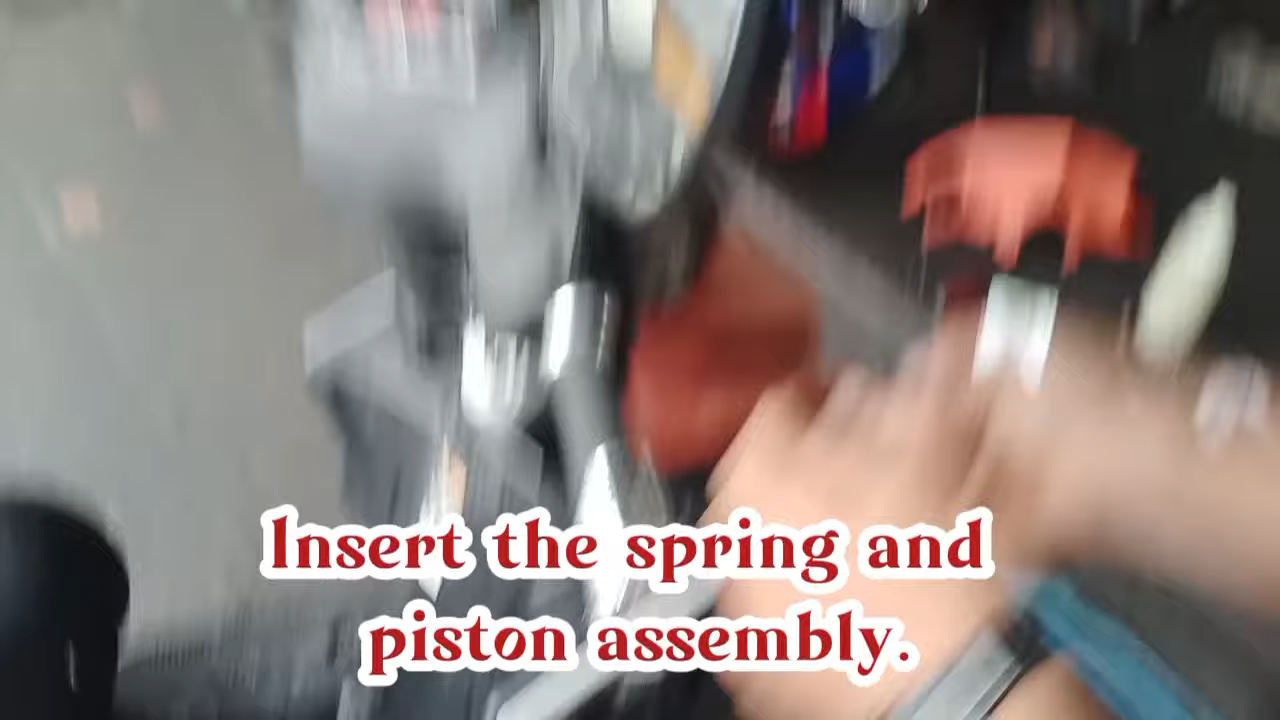 Insert the spring and
piston assembly.